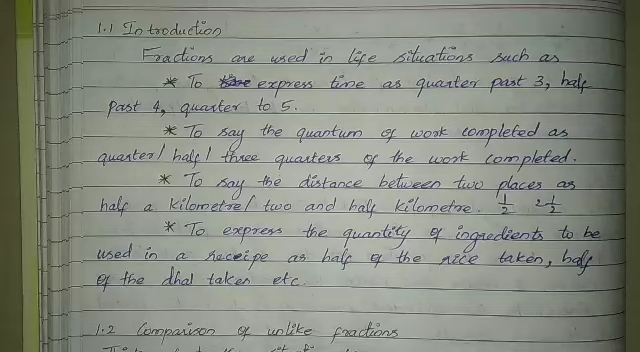 1.1 Introduction
Fractions are used in life situations such as
* To express time as quarter past 3, half
past 4, quarter to 5.
* To say the quantum of work completed as
quarter/ half/ three quarters of the work completed.
* To say the distance between two places as
half a kilometre/ two and half kilometre. 1/2 2 1/2
* To express the quantity of ingredients to be
used in a receipe as half of the rice taken, half
of the dhal taken etc.
1.2 Comparison of unlike fractions